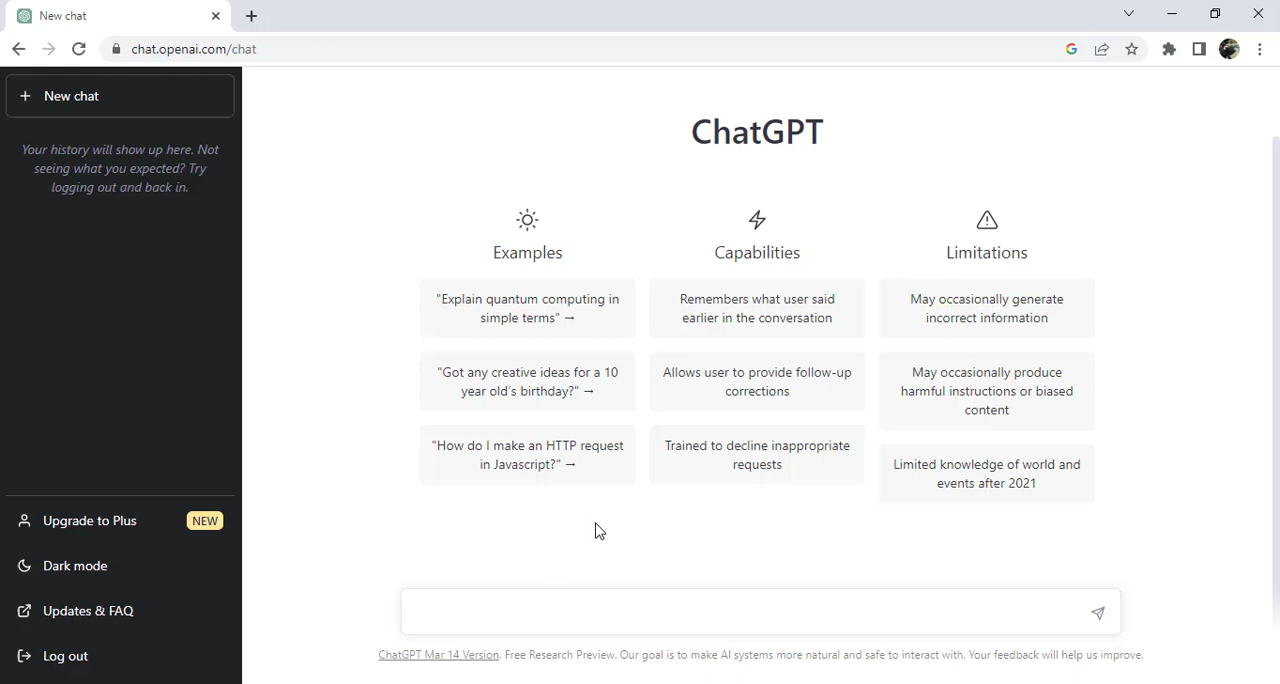 New chat
chat.openai.com/chat
New chat
Your history will show up here. Not
seeing what you expected? Try
logging out and back in.
Upgrade to Plus NEW
Dark mode
Updates & FAQ
Log out
ChatGPT
Examples
"Explain quantum computing in
simple terms" →
"Got any creative ideas for a 10
year old's birthday?" →
"How do I make an HTTP request
in Javascript?" →
Capabilities
Remembers what user said
earlier in the conversation
Allows user to provide follow-up
corrections
Trained to decline inappropriate
requests
Limitations
May occasionally generate
incorrect information
May occasionally produce
harmful instructions or biased
content
Limited knowledge of world and
events after 2021
ChatGPT Mar 14 Version. Free Research Preview. Our goal is to make AI systems more natural and safe to interact with. Your feedback will help us improve.